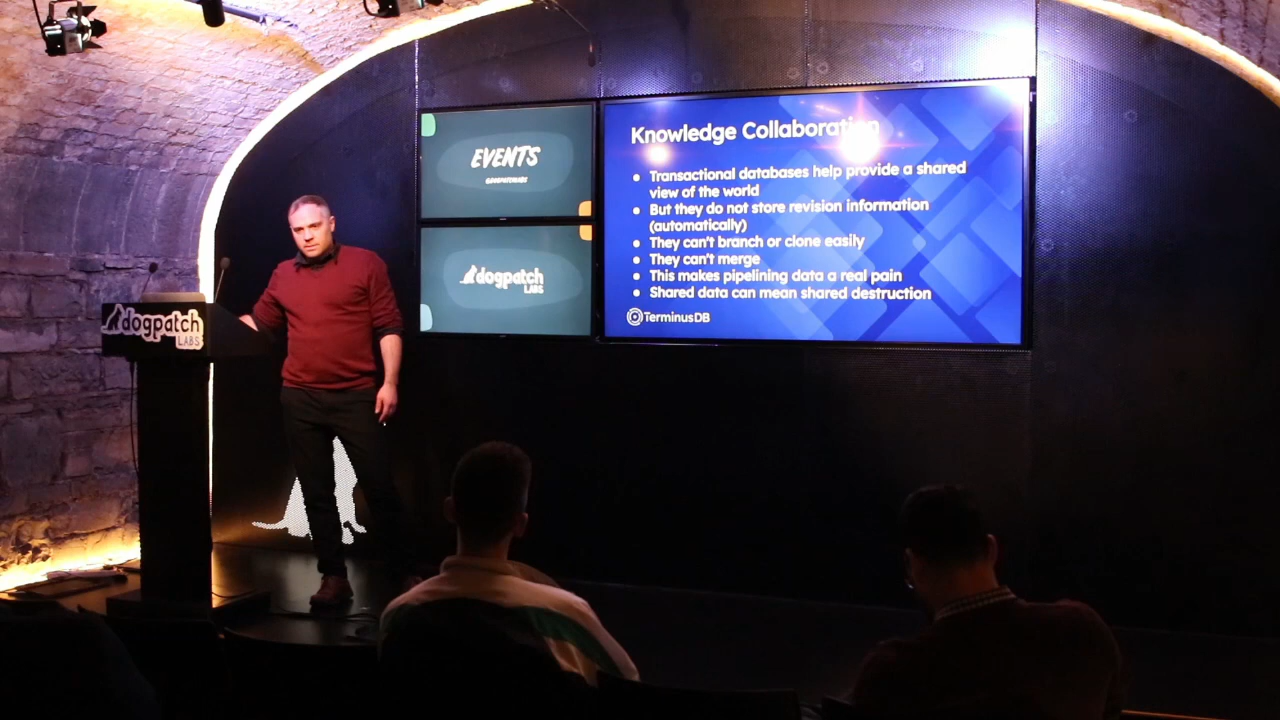 EVENTS
@DOGPATCHLABS
dogpatch
LABS
dogpatch
LABS
Knowledge Collaboration
Transactional databases help provide a shared
view of the world
But they do not store revision information
(automatically)
They can't branch or clone easily
They can't merge
This makes pipelining data a real pain
Shared data can mean shared destruction
TerminusDB